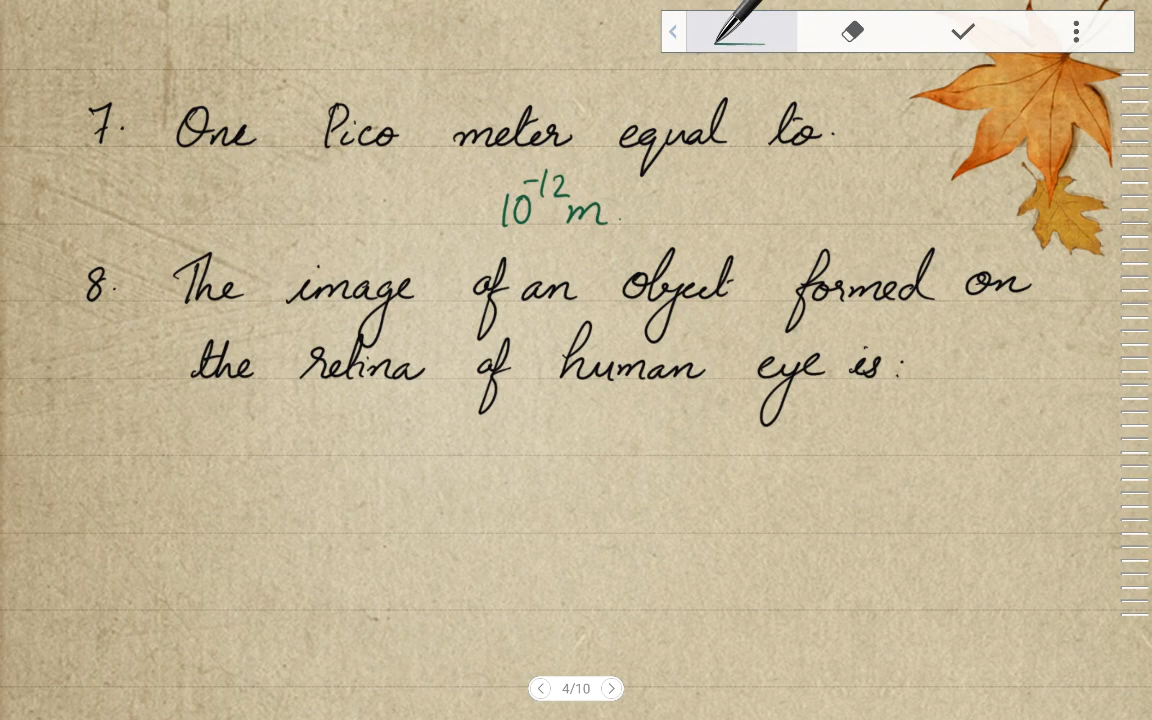 7. One Pico meter equal to.
10⁻¹² m.
8. The image of an object formed on
the retina of human eye is:
4/10